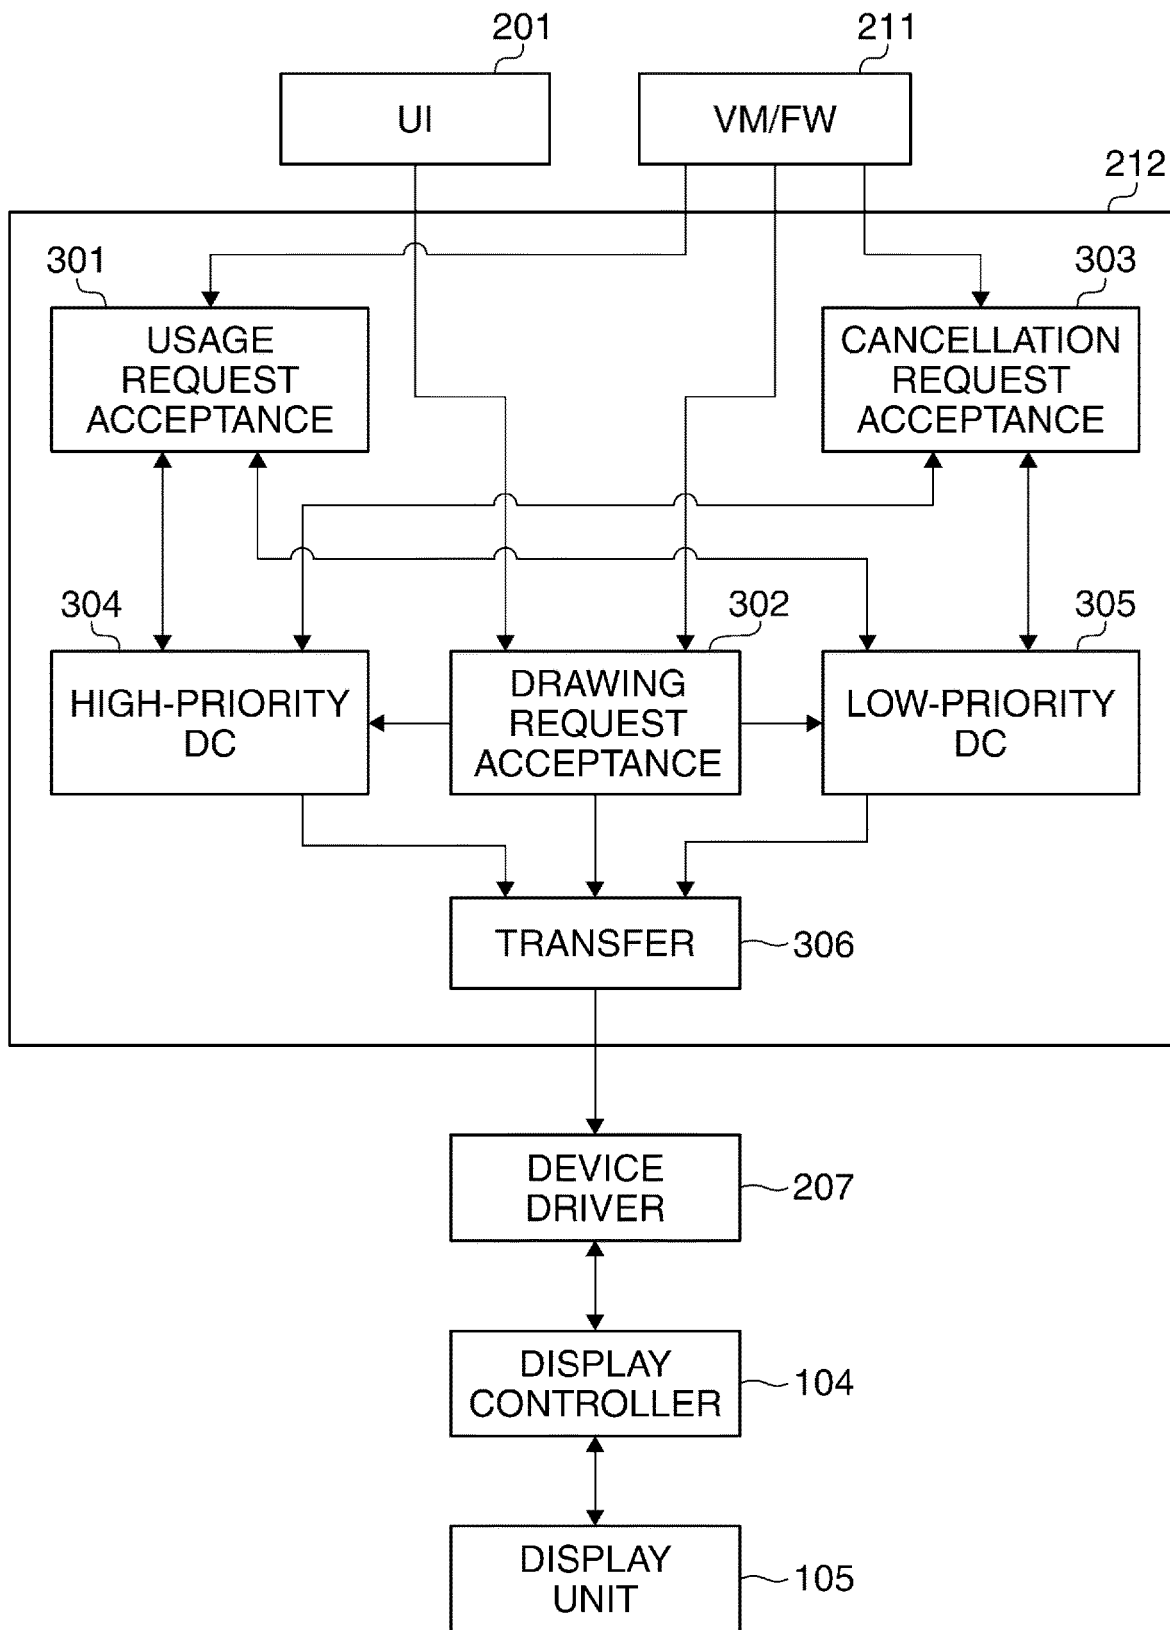 201
211
UI
VM/FW
212
301
303
USAGE
REQUEST
ACCEPTANCE
CANCELLATION
REQUEST
ACCEPTANCE
304
302
305
HIGH-PRIORITY
DC
DRAWING
REQUEST
ACCEPTANCE
LOW-PRIORITY
DC
TRANSFER
306
DEVICE
DRIVER
207
DISPLAY
CONTROLLER
104
DISPLAY
UNIT
105